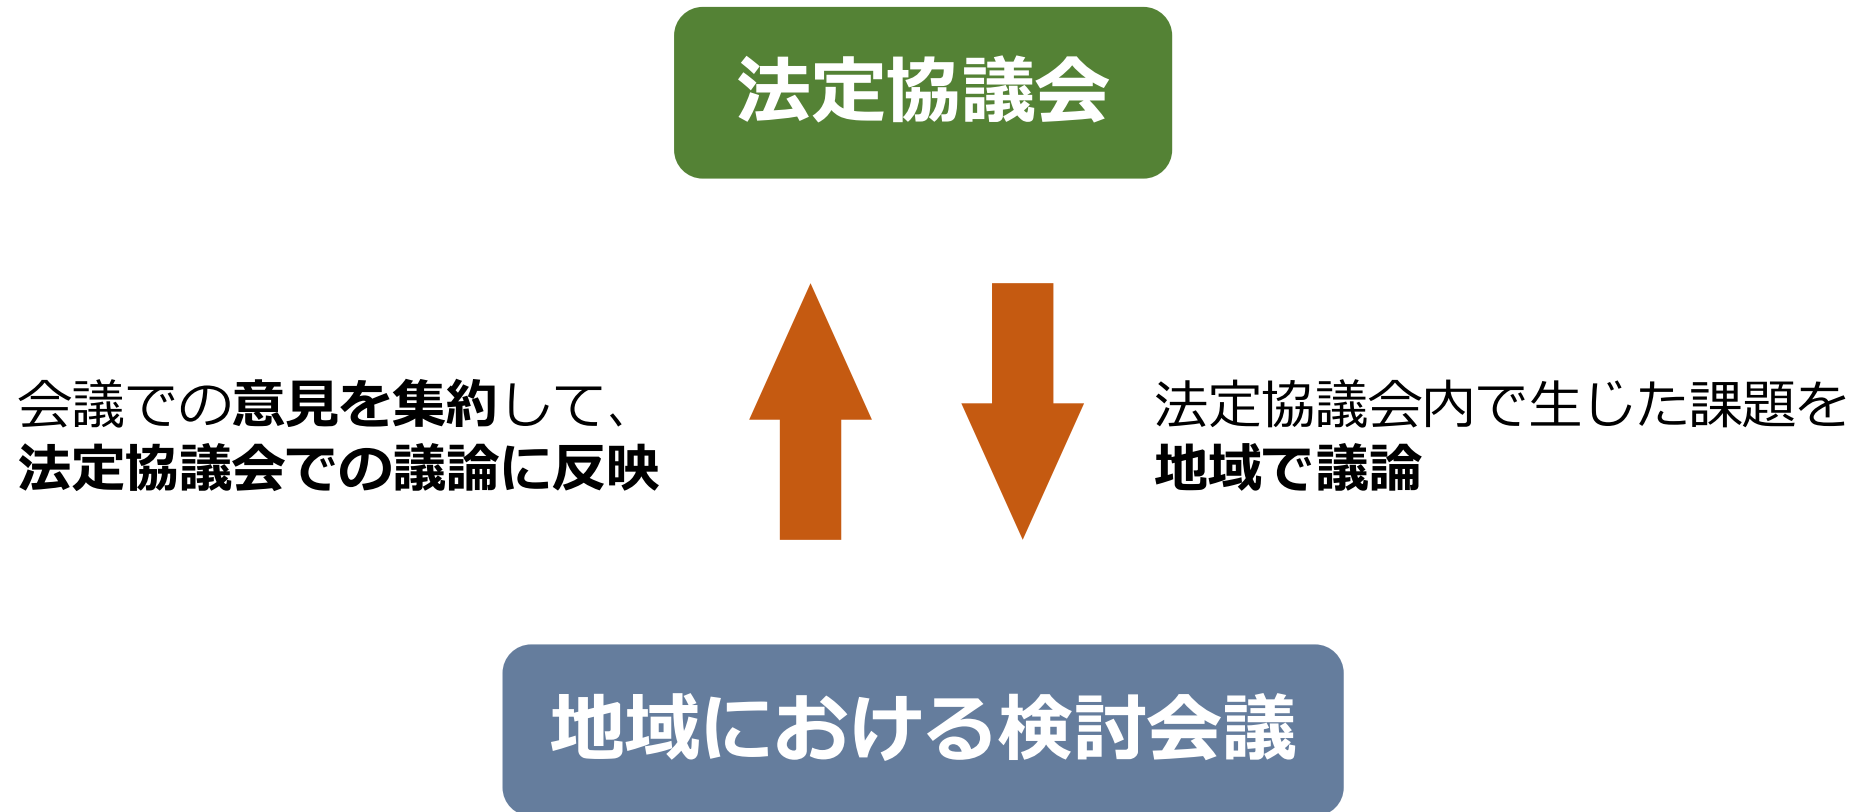 法定協議会
会議での意見を集約して、
法定協議会での議論に反映
法定協議会内で生じた課題を
地域で議論
地域における検討会議